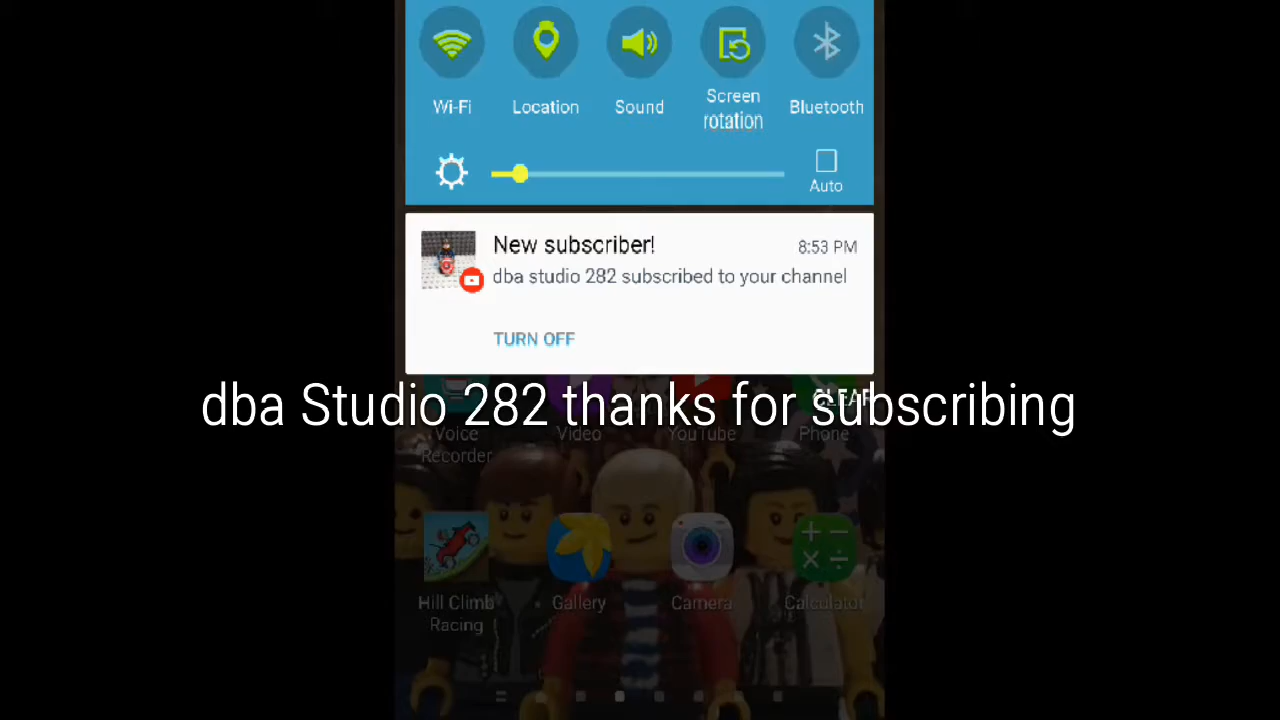 Wi-Fi
Location
Sound
Screen
rotation
Bluetooth
Auto
New subscriber!
8:53 PM
dba studio 282 subscribed to your channel
TURN OFF
CLEAR
dba Studio 282 thanks for subscribing
Voice
Recorder
Video
YouTube
Phone
Hill Climb
Racing
Gallery
Camera
Calculator